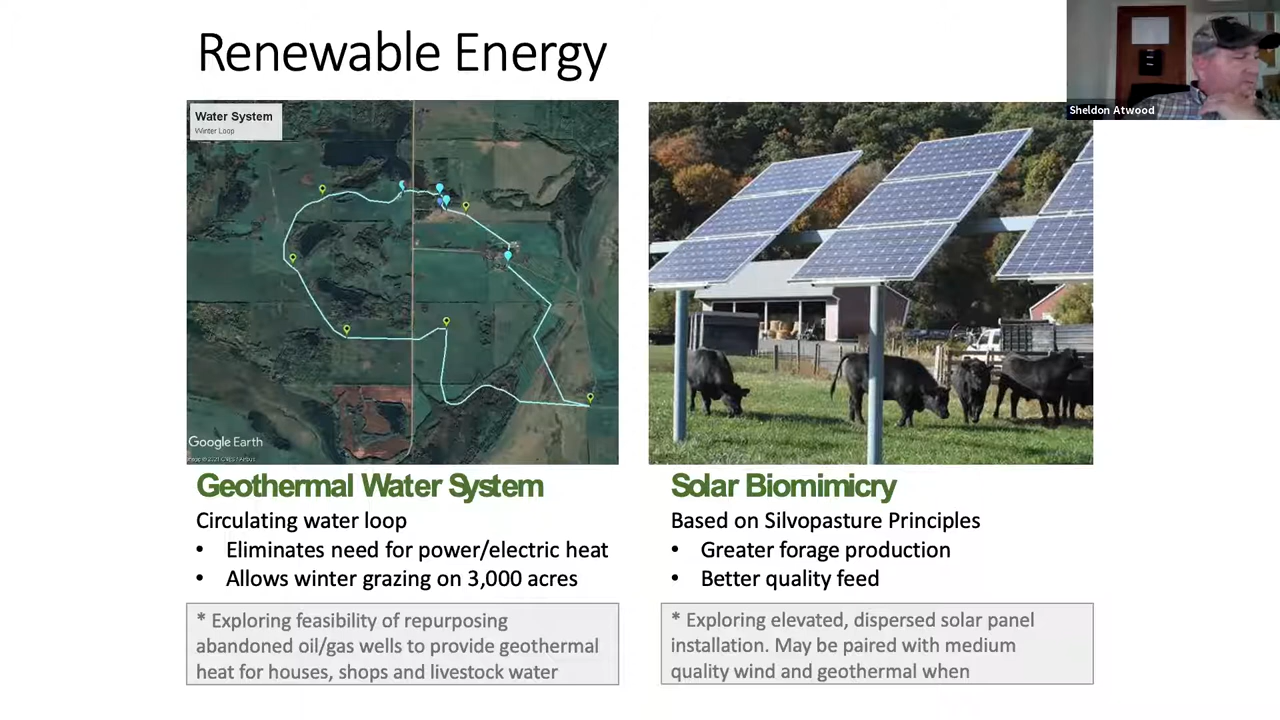 Renewable Energy
Sheldon Atwood
Water System
Winter Loop
Google Earth
Geothermal Water System
Circulating water loop
• Eliminates need for power/electric heat
• Allows winter grazing on 3,000 acres
* Exploring feasibility of repurposing
abandoned oil/gas wells to provide geothermal
heat for houses, shops and livestock water
Solar Biomimicry
Based on Silvopasture Principles
• Greater forage production
• Better quality feed
* Exploring elevated, dispersed solar panel
installation. May be paired with medium
quality wind and geothermal when